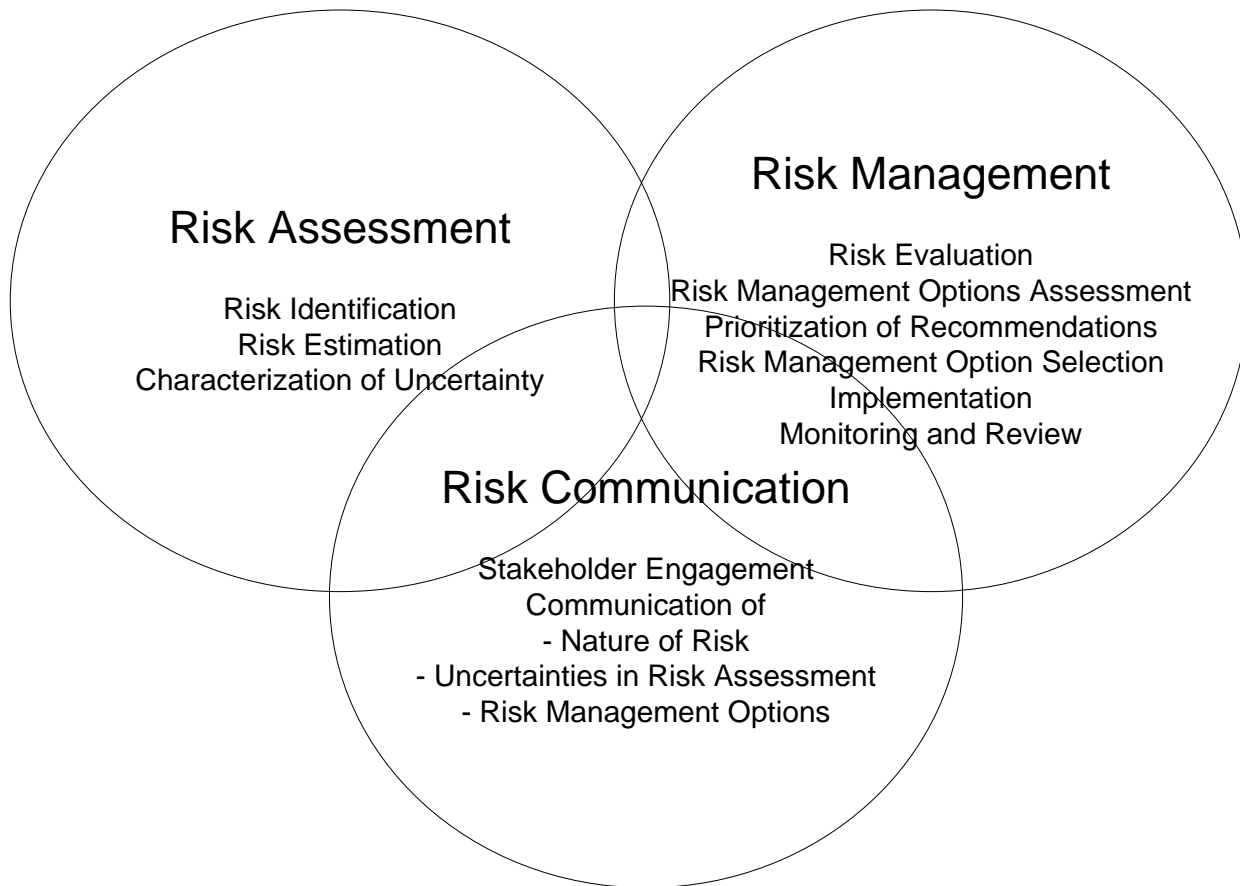 Risk Assessment
Risk Identification
Risk Estimation
Characterization of Uncertainty
Risk Management
Risk Evaluation
Risk Management Options Assessment
Prioritization of Recommendations
Risk Management Option Selection
Implementation
Monitoring and Review
Risk Communication
Stakeholder Engagement
Communication of
- Nature of Risk
- Uncertainties in Risk Assessment
- Risk Management Options